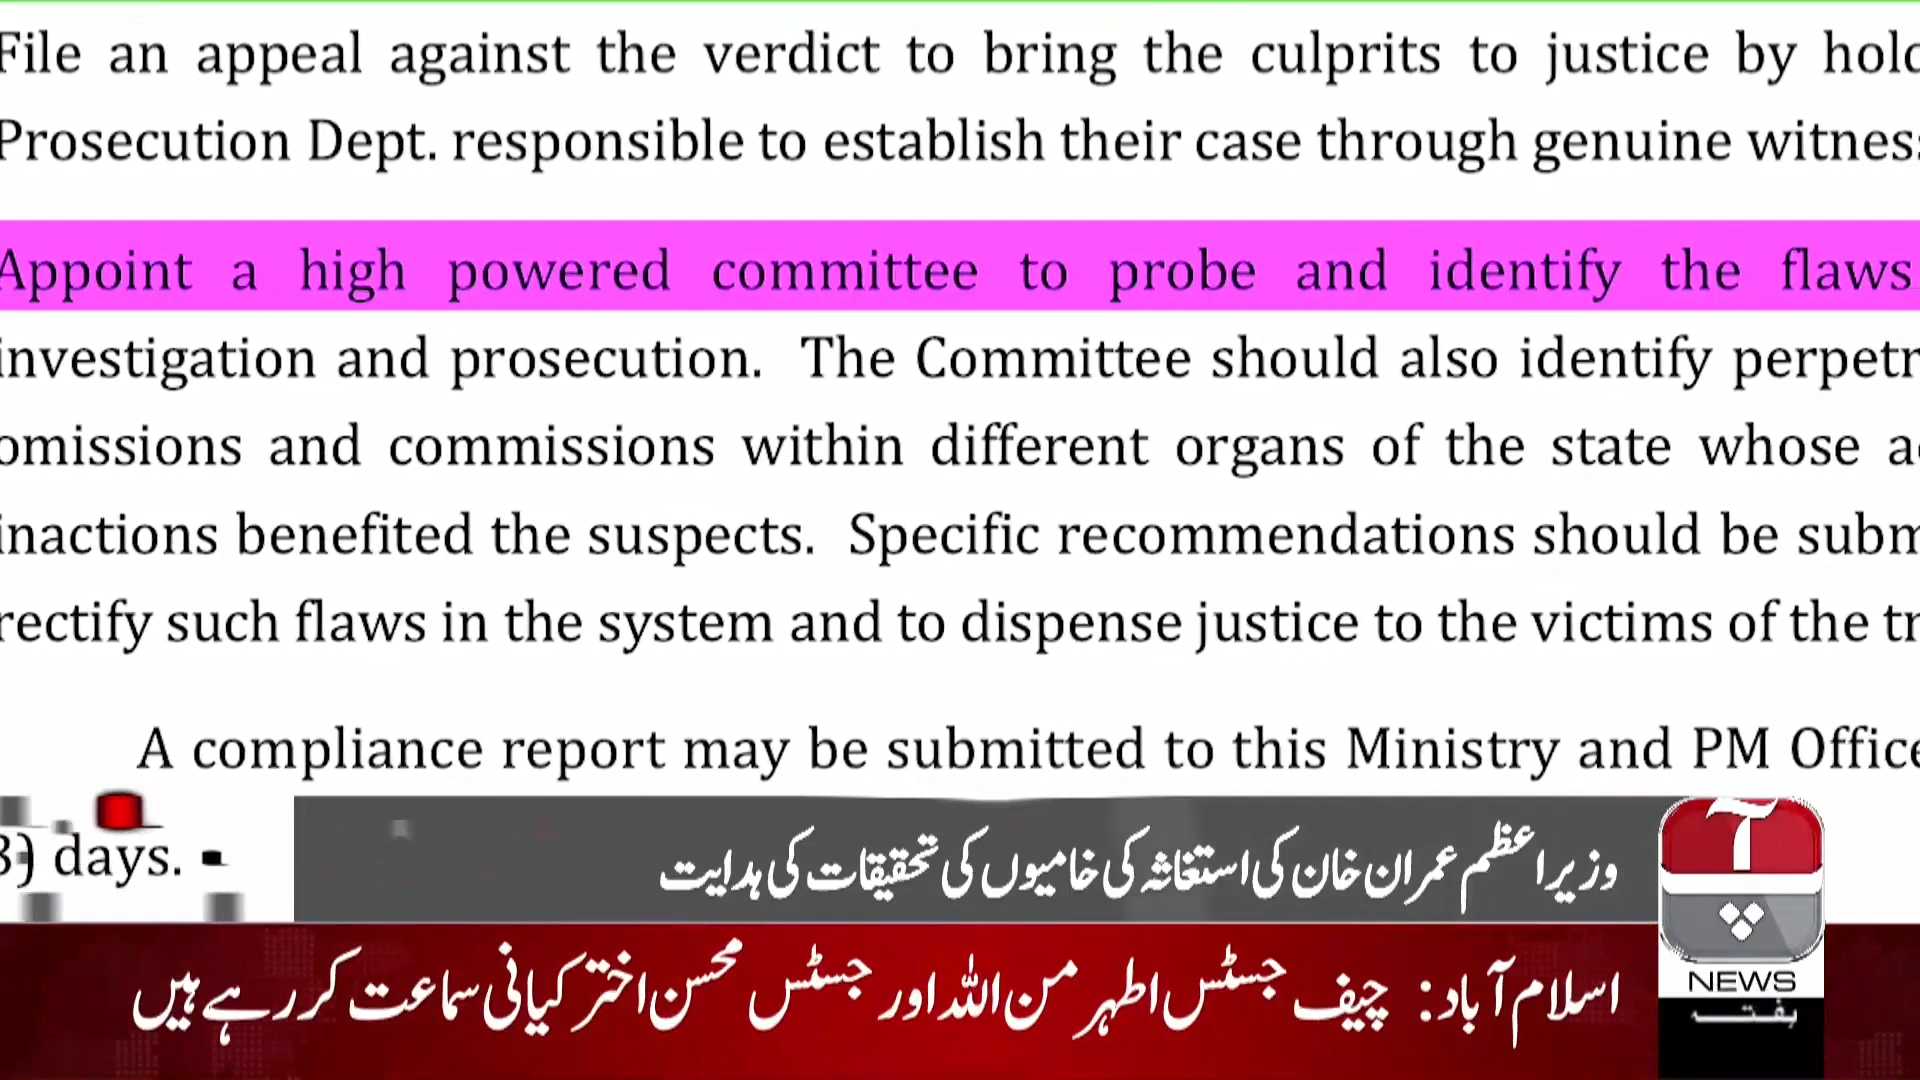 File an appeal against the verdict to bring the culprits to justice by
Prosecution Dept. responsible to establish their case through genuine
Appoint a high powered committee to probe and identify the flaws
investigation and prosecution. The Committee should also identify
omissions and commissions within different organs of the state whose
inactions benefited the suspects. Specific recommendations should be
rectify such flaws in the system and to dispense justice to the victims of the
A compliance report may be submitted to this Ministry and PM Office
3) days. -
وزیراعظم عمران خان کی استغاثہ کی خامیوں کی تحقیقات کی ہدایت
اسلام آباد: چیف جسٹس اطہر من اللہ اور جسٹس محسن اختر کیانی سماعت کر رہے ہیں
آپ
NEWS
ہفتہ